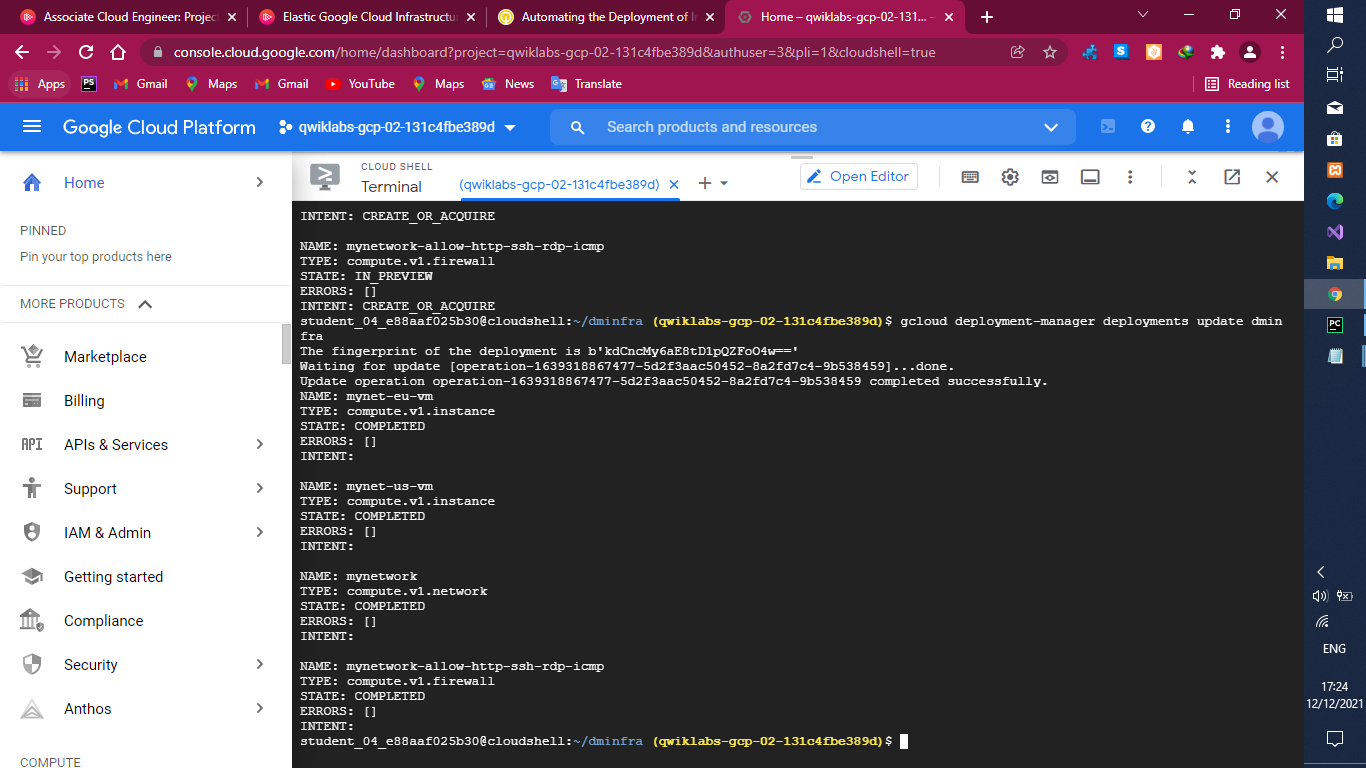 Associate Cloud Engineer: Projec
Elastic Google Cloud Infrastructu
Automating the Deployment of I
Home – qwiklabs-gcp-02-131... –
console.cloud.google.com/home/dashboard?project=qwiklabs-gcp-02-131c4fbe389d&authuser=3&pli=1&cloudshell=true
Apps
PS
Gmail
Maps
Gmail
YouTube
Maps
News
Translate
Reading list
Google Cloud Platform
qwiklabs-gcp-02-131c4fbe389d
Search products and resources
Home
PINNED
Pin your top products here
MORE PRODUCTS
Marketplace
Billing
API APIs & Services
Support
IAM & Admin
Getting started
Compliance
Security
Anthos
COMPUTE
CLOUD SHELL
Terminal
(qwiklabs-gcp-02-131c4fbe389d)
Open Editor
INTENT: CREATE_OR_ACQUIRE
NAME: mynetwork-allow-http-ssh-rdp-icmp
TYPE: compute.v1.firewall
STATE: IN_PREVIEW
ERRORS: []
INTENT: CREATE_OR_ACQUIRE
student_04_e88aaf025b30@cloudshell:~/dminfra (qwiklabs-gcp-02-131c4fbe389d)$ gcloud deployment-manager deployments update dmin
fra
The fingerprint of the deployment is b'kdCncMy6aE8tD1pQZFoO4w=='
Waiting for update [operation-1639318867477-5d2f3aac50452-8a2fd7c4-9b538459]...done.
Update operation operation-1639318867477-5d2f3aac50452-8a2fd7c4-9b538459 completed successfully.
NAME: mynet-eu-vm
TYPE: compute.v1.instance
STATE: COMPLETED
ERRORS: []
INTENT:
NAME: mynet-us-vm
TYPE: compute.v1.instance
STATE: COMPLETED
ERRORS: []
INTENT:
NAME: mynetwork
TYPE: compute.v1.network
STATE: COMPLETED
ERRORS: []
INTENT:
NAME: mynetwork-allow-http-ssh-rdp-icmp
TYPE: compute.v1.firewall
STATE: COMPLETED
ERRORS: []
INTENT:
student_04_e88aaf025b30@cloudshell:~/dminfra (qwiklabs-gcp-02-131c4fbe389d)$
PC
ENG
17:24
12/12/2021